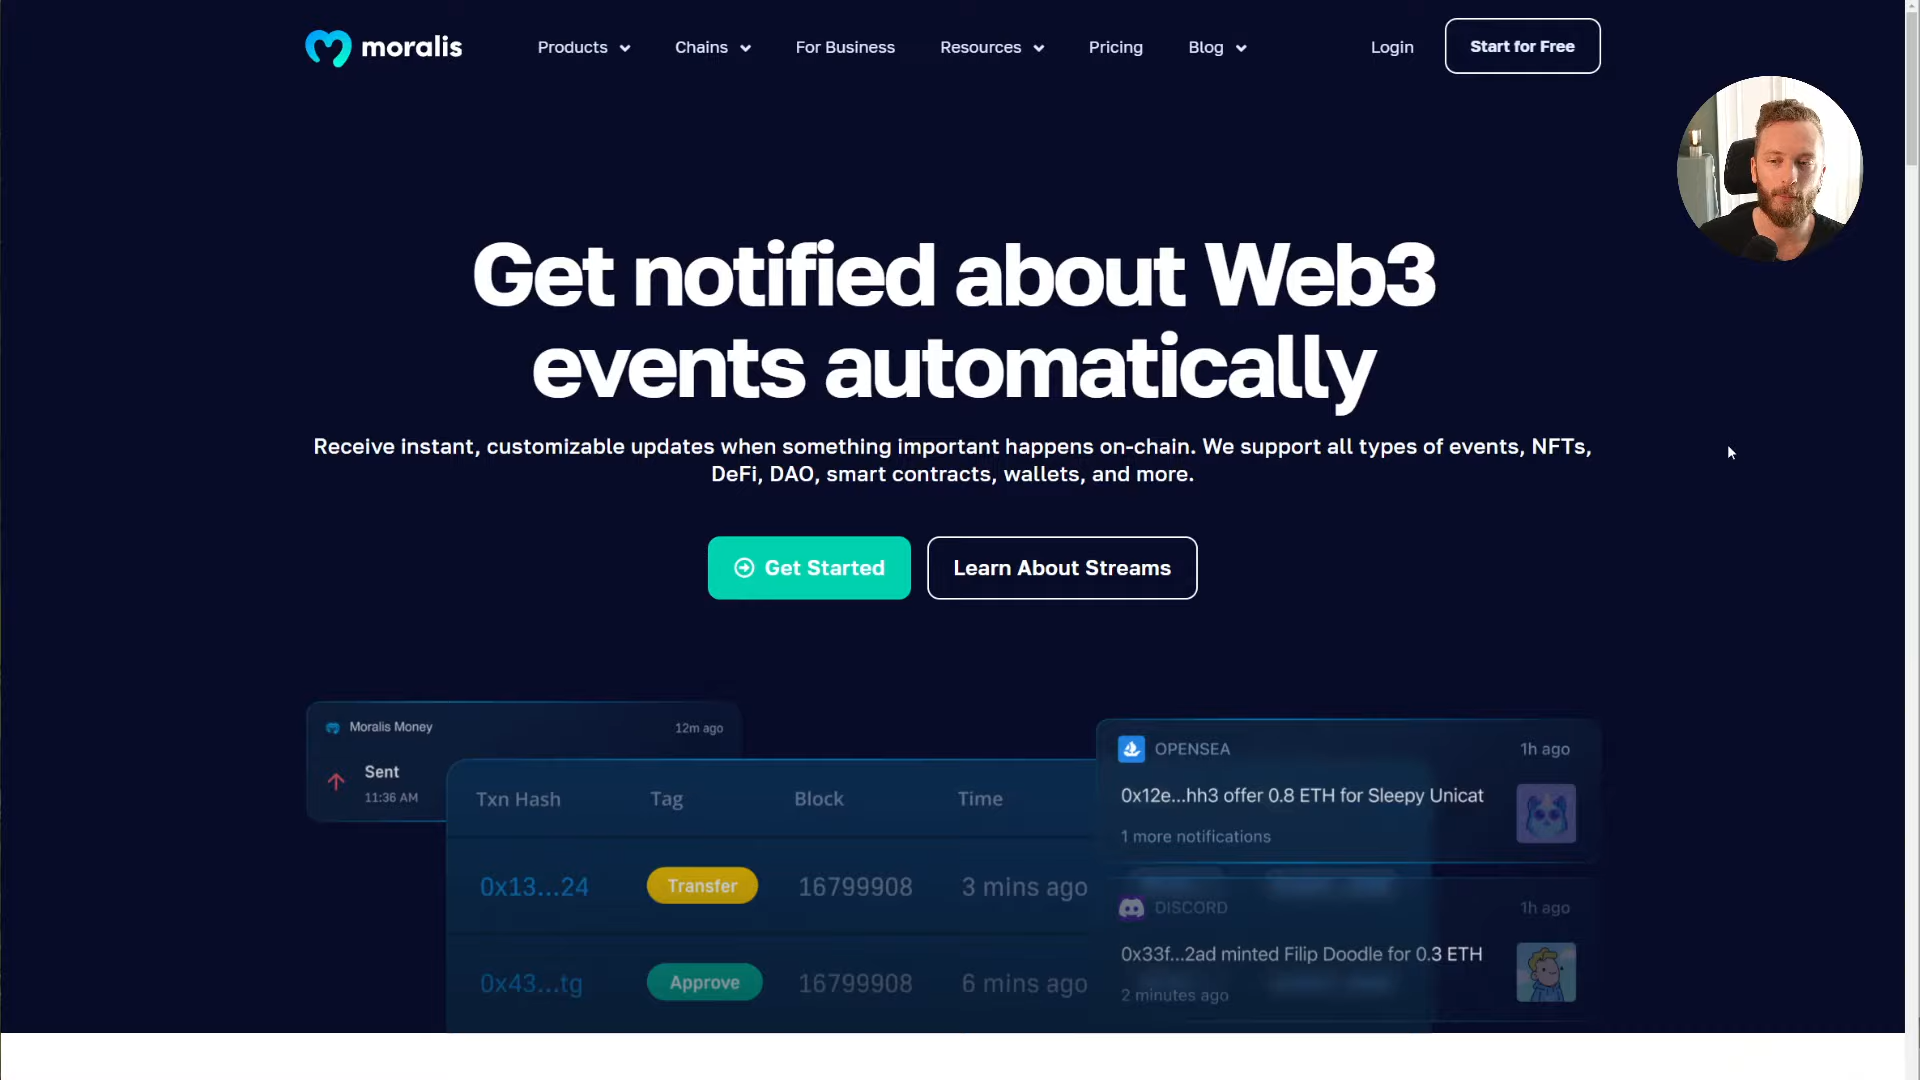 moralis
Products
Chains
For Business
Resources
Pricing
Blog
Login
Start for Free
Get notified about Web3
events automatically
Receive instant, customizable updates when something important happens on-chain. We support all types of events, NFTs,
DeFi, DAO, smart contracts, wallets, and more.
Get Started
Learn About Streams
Moralis Money
12m ago
Sent
11:36 AM
Txn Hash
Tag
Block
Time
0x13...24
Transfer
16799908
3 mins ago
0x43...tg
Approve
16799908
6 mins ago
OPENSEA
1h ago
0x12e...hh3 offer 0.8 ETH for Sleepy Unicat
1 more notifications
DISCORD
1h ago
0x33f...2ad minted Filip Doodle for 0.3 ETH
2 minutes ago